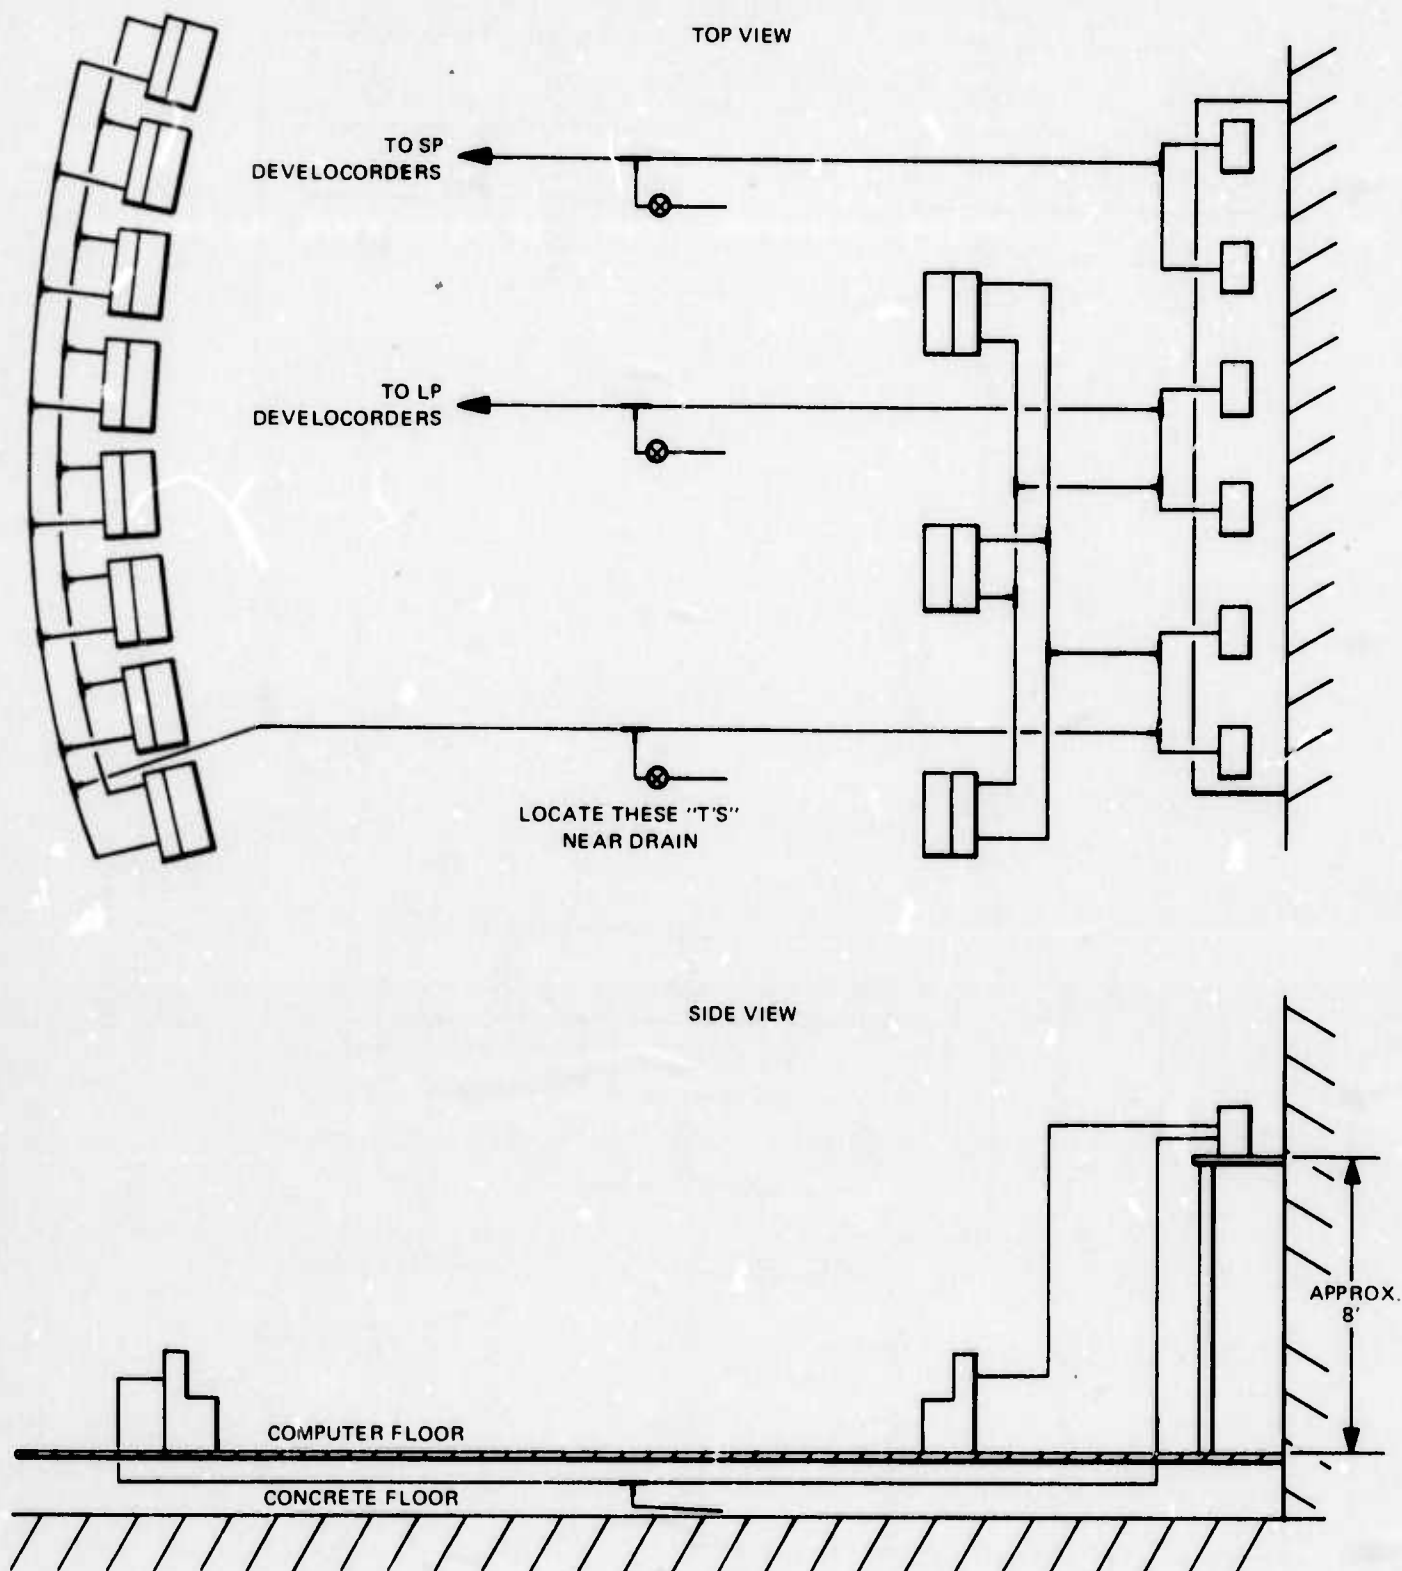 TOP VIEW
TO SP
DEVELOCORDERS
TO LP
DEVELOCORDERS
LOCATE THESE "T'S"
NEAR DRAIN
SIDE VIEW
APPROX.
8'
COMPUTER FLOOR
CONCRETE FLOOR